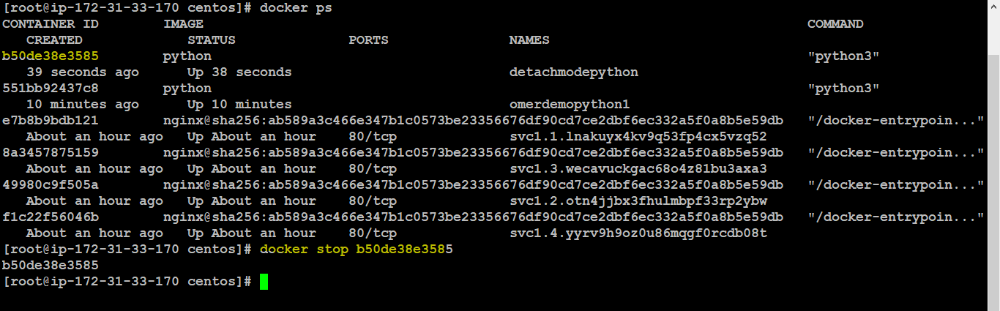 [root@ip-172-31-33-170 centos]# docker ps
CONTAINER ID        IMAGE                                                                           COMMAND
   CREATED             STATUS              PORTS               NAMES
b50de38e3585        python                                                                          "python3"
   39 seconds ago      Up 38 seconds                           detachmodepython
551bb92437c8        python                                                                          "python3"
   10 minutes ago      Up 10 minutes                           omerdemopython1
e7b8b9bdb121        nginx@sha256:ab589a3c466e347b1c0573be23356676df90cd7ce2dbf6ec332a5f0a8b5e59db   "/docker-entrypoin..."
   About an hour ago   Up About an hour    80/tcp              svc1.1.lnakuyx4kv9q53fp4cx5vzq52
8a3457875159        nginx@sha256:ab589a3c466e347b1c0573be23356676df90cd7ce2dbf6ec332a5f0a8b5e59db   "/docker-entrypoin..."
   About an hour ago   Up About an hour    80/tcp              svc1.3.wecavuckgac68o4z81bu3axa3
49980c9f505a        nginx@sha256:ab589a3c466e347b1c0573be23356676df90cd7ce2dbf6ec332a5f0a8b5e59db   "/docker-entrypoin..."
   About an hour ago   Up About an hour    80/tcp              svc1.2.otn4jjbx3fhulmbpf33rp2ybw
f1c22f56046b        nginx@sha256:ab589a3c466e347b1c0573be23356676df90cd7ce2dbf6ec332a5f0a8b5e59db   "/docker-entrypoin..."
   About an hour ago   Up About an hour    80/tcp              svc1.4.yyrv9h9oz0u86mqgf0rcdb08t
[root@ip-172-31-33-170 centos]# docker stop b50de38e3585
b50de38e3585
[root@ip-172-31-33-170 centos]#